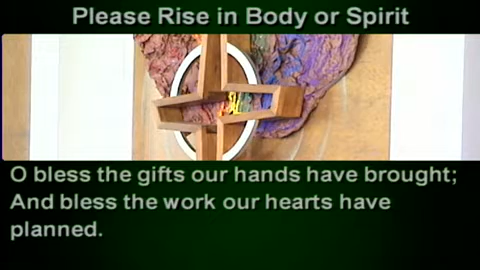 Please Rise in Body or Spirit
O bless the gifts our hands have brought;
And bless the work our hearts have
planned.